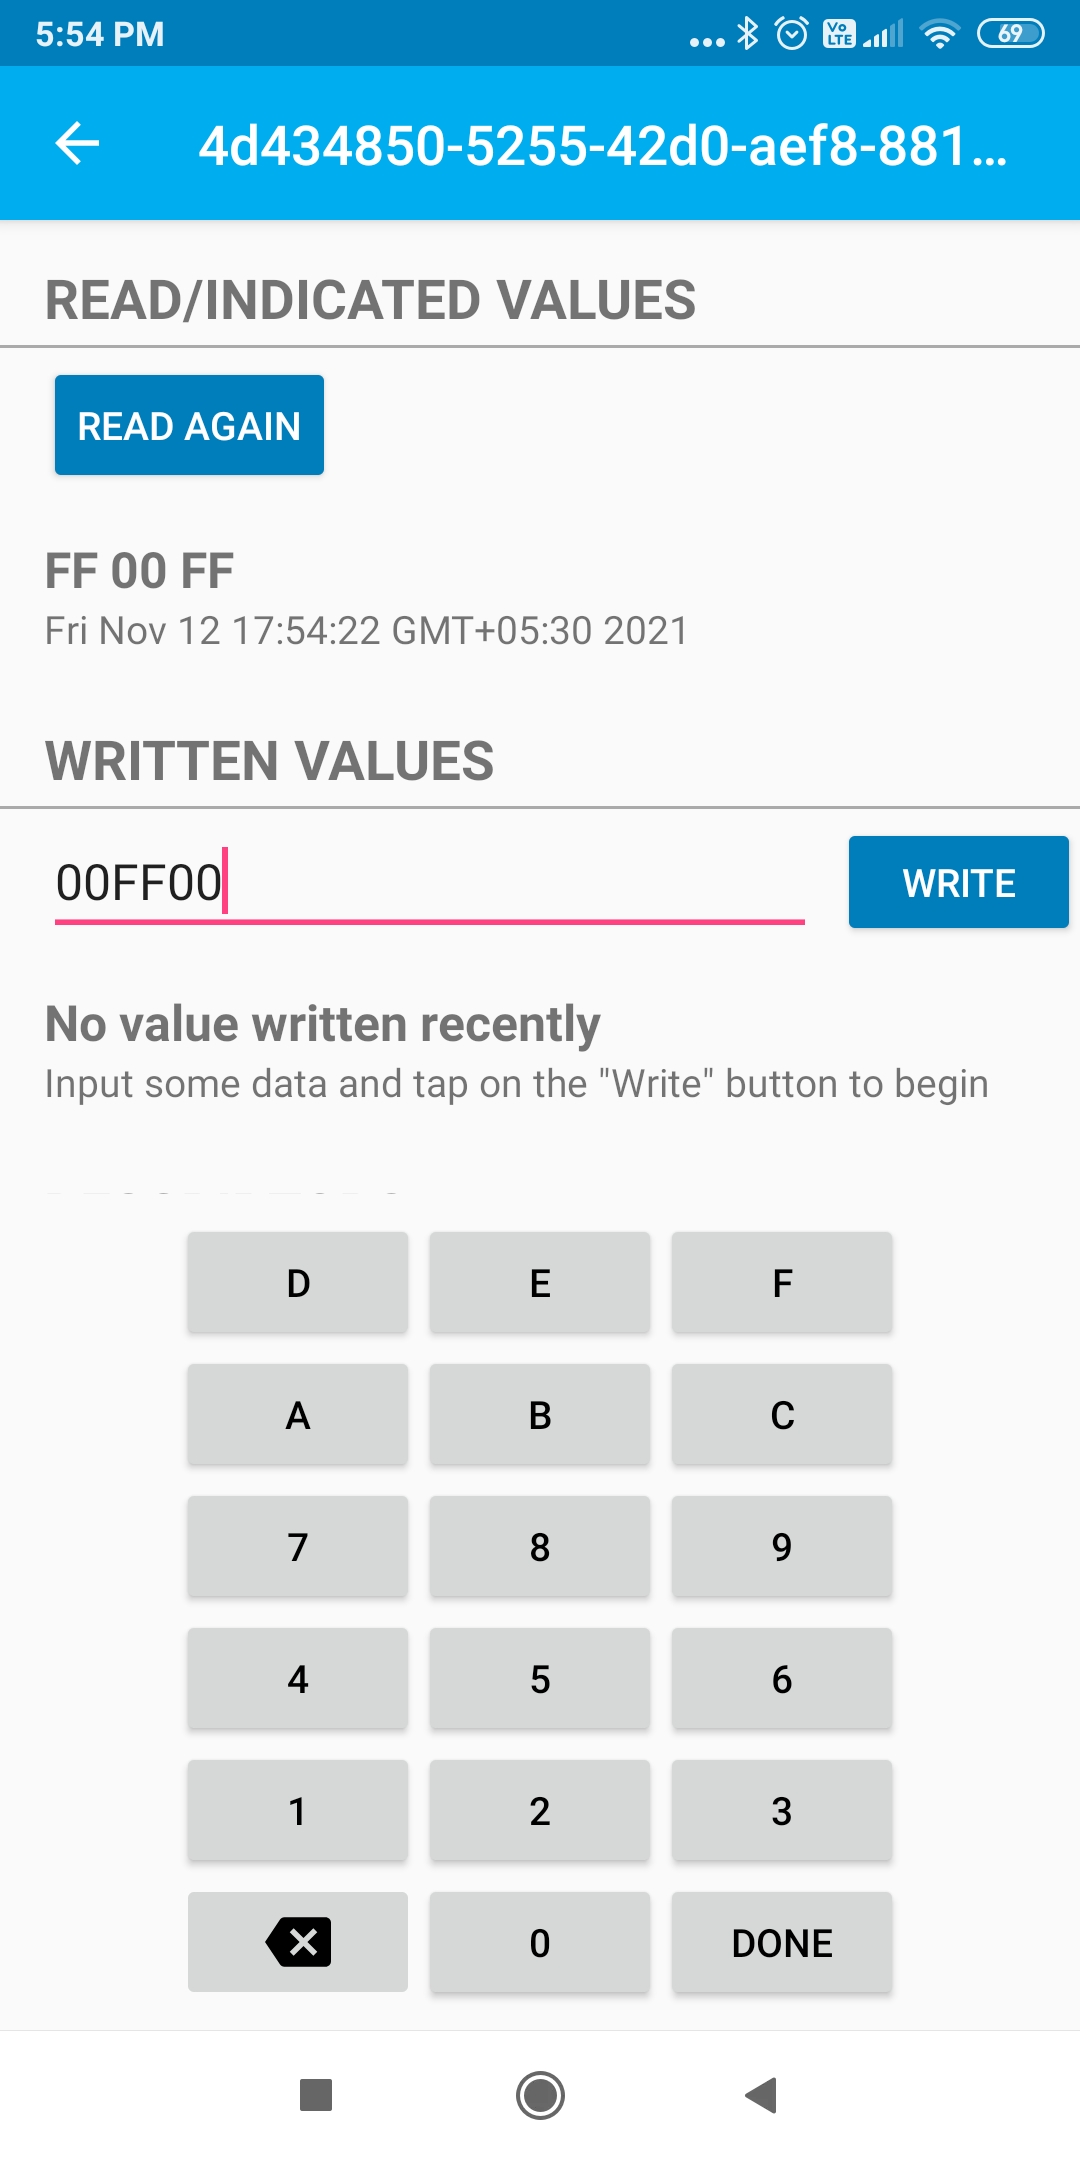 5:54 PM
Vo LTE
69
4d434850-5255-42d0-aef8-881...
READ/INDICATED VALUES
READ AGAIN
FF 00 FF
Fri Nov 12 17:54:22 GMT+05:30 2021
WRITTEN VALUES
00FF00
WRITE
No value written recently
Input some data and tap on the "Write" button to begin
D E F
A B C
7 8 9
4 5 6
1 2 3
0 DONE